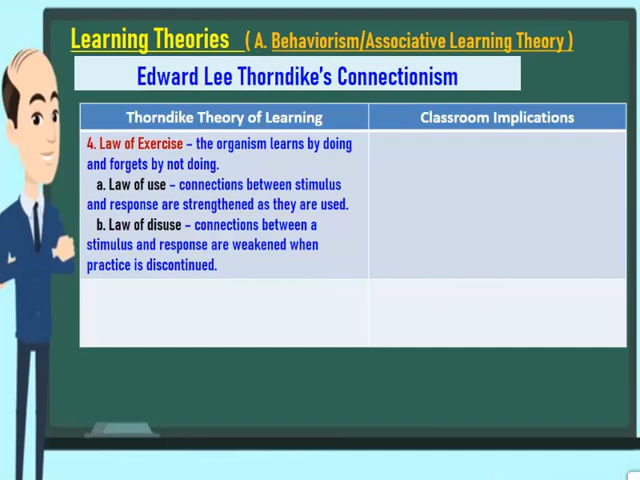 Learning Theories ( A. Behaviorism/Associative Learning Theory )
Edward Lee Thorndike's Connectionism
Thorndike Theory of Learning
Classroom Implications
4. Law of Exercise – the organism learns by doing
and forgets by not doing.
a. Law of use – connections between stimulus
and response are strengthened as they are used.
b. Law of disuse – connections between a
stimulus and response are weakened when
practice is discontinued.